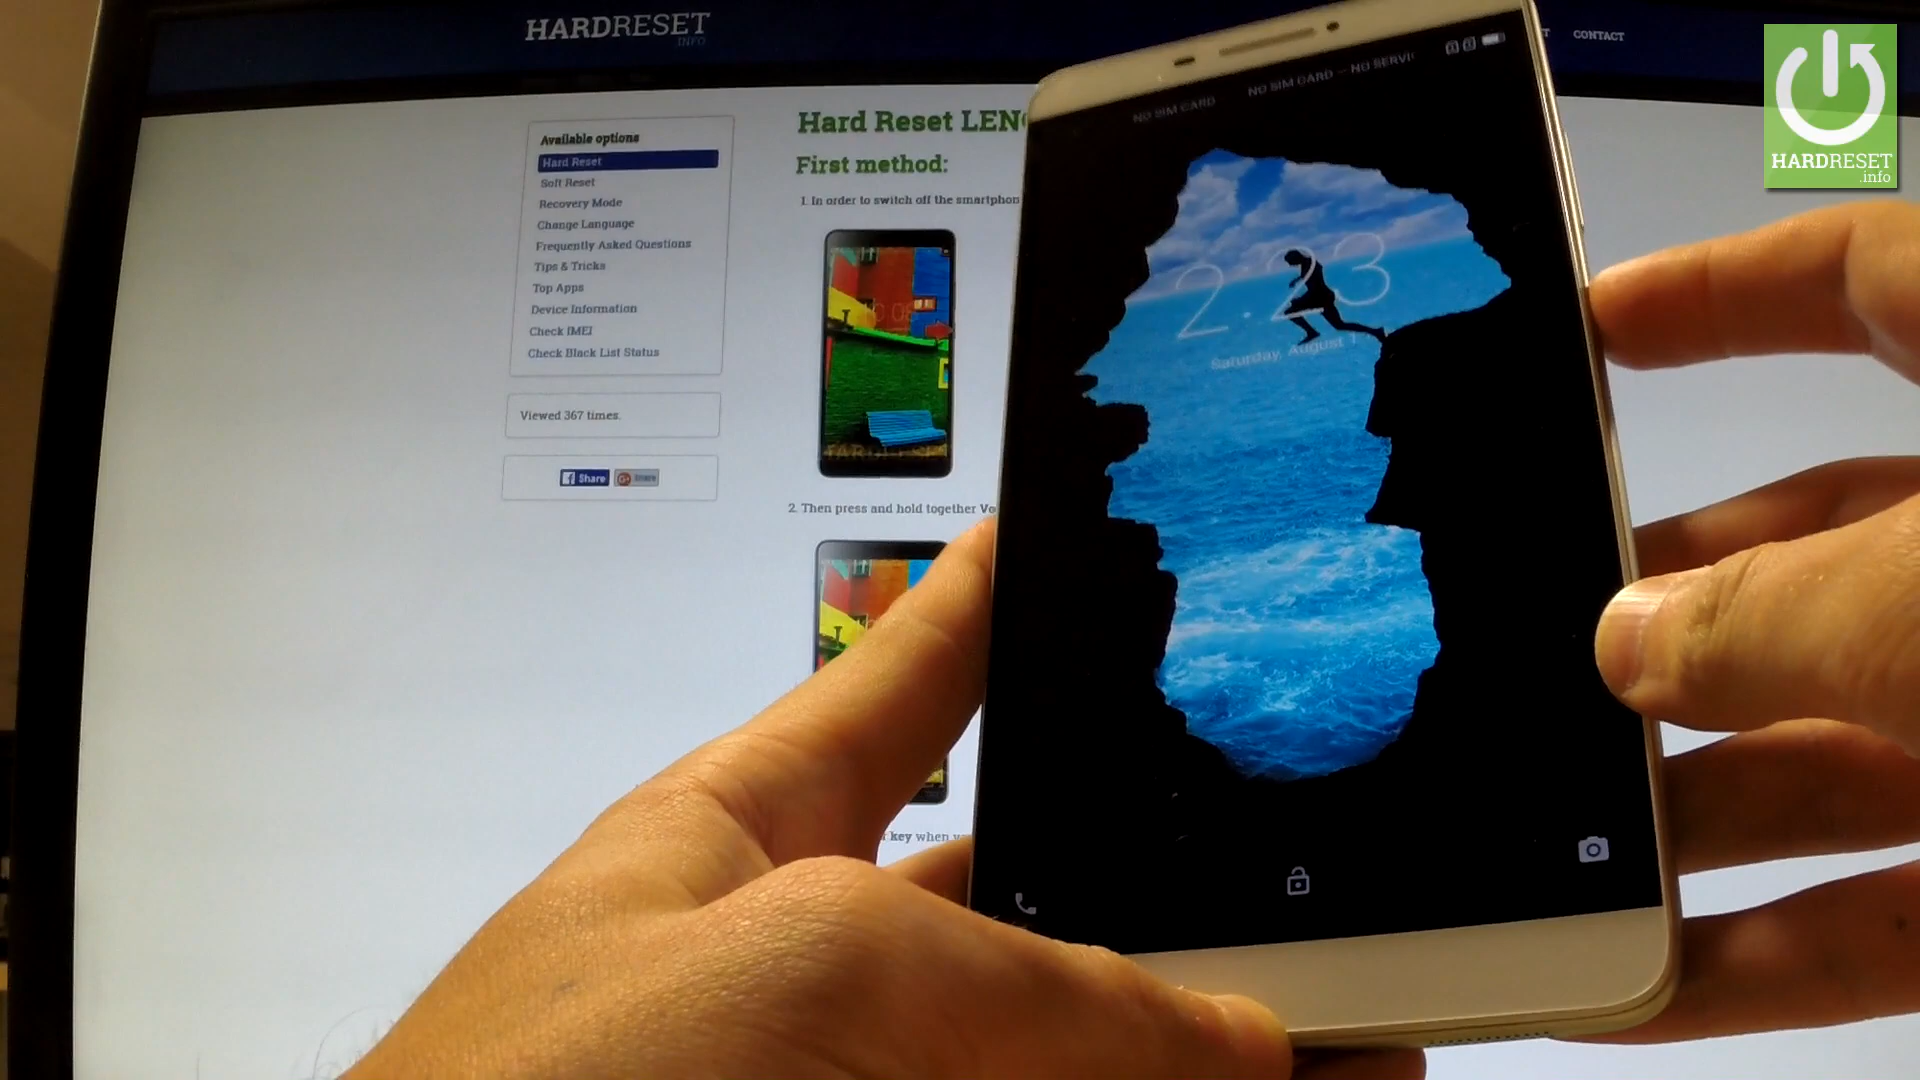 HARDRESET
.INFO
CONTACT
HARDRESET
.info
Available options
Hard Reset
Soft Reset
Recovery Mode
Change Language
Frequently Asked Questions
Tips & Tricks
Top Apps
Device Information
Check IMEI
Check Black List Status
Viewed 367 times.
Share
Share
Hard Reset LEN
First method:
1. In order to switch off the smartphon
2. Then press and hold together Vo
key when
NO SIM CARD
NO SIM CARD — NO SERVI
2.23
Saturday, August 1